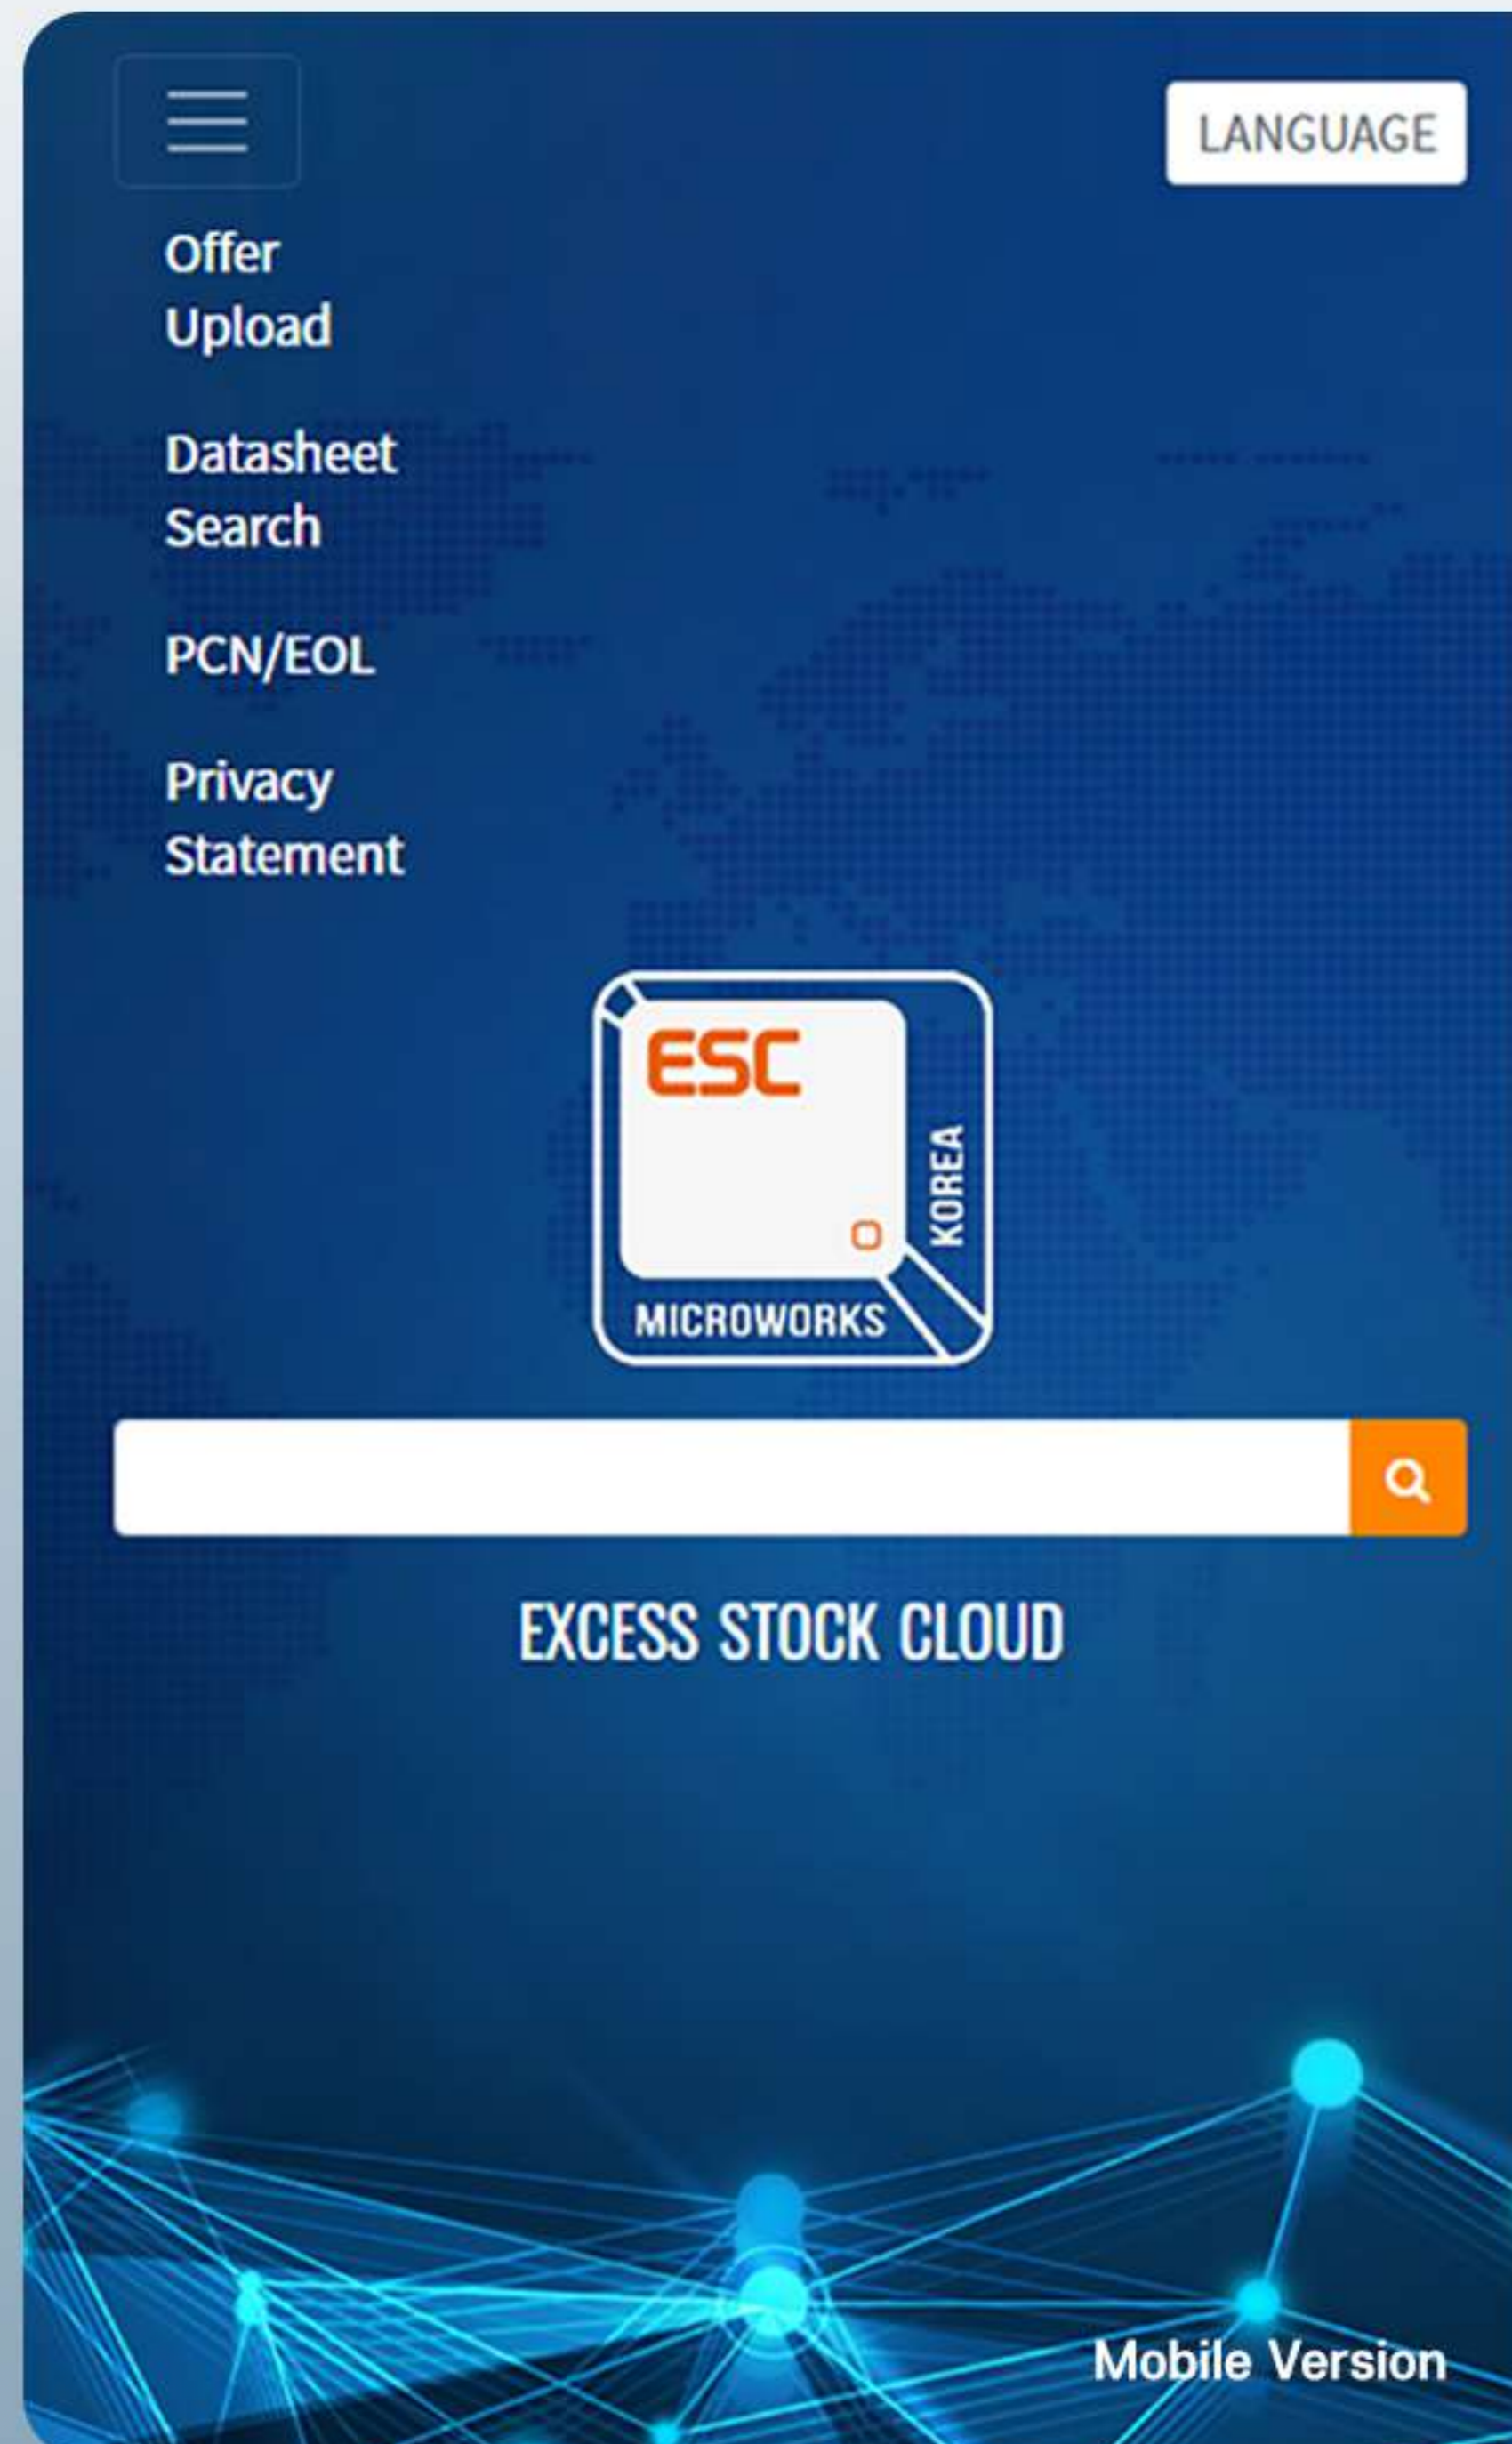 LANGUAGE
Offer
Upload
Datasheet
Search
PCN/EOL
Privacy
Statement
ESC
KOREA
MICROWORKS
EXCESS STOCK CLOUD
Mobile Version